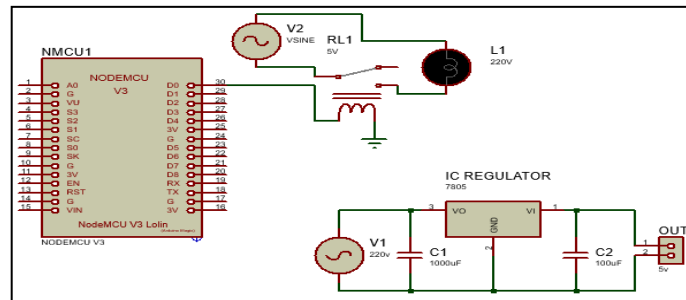 NMCU1
NODEMCU
V3
1 A0 D0 30
2 G D1 29
3 VU D2 28
4 S3 D3 27
5 S2 D4 26
6 S1 3V 25
7 SC G 24
8 S0 D5 23
9 SK D6 22
10 G D7 21
11 3V D8 20
12 EN RX 19
13 RST TX 18
14 G G 17
15 VIN 3V 16
NodeMCU V3 Lolin
NODEMCU V3
V2
VSINE
RL1
5V
L1
220V
IC REGULATOR
7805
3 VO VI 1
GND
2
V1
220v
C1
1000uF
C2
100uF
OUT
1
2
5v